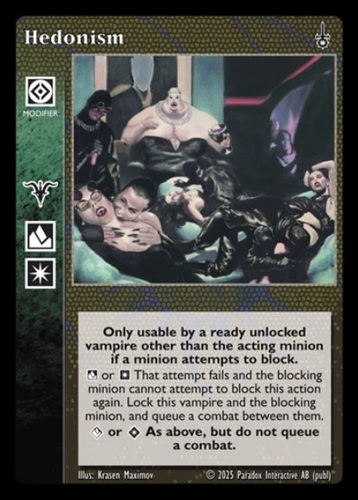 Hedonism
MODIFIER
Only usable by a ready unlocked
vampire other than the acting minion
if a minion attempts to block.
or That attempt fails and the blocking
minion cannot attempt to block this action
again. Lock this vampire and the blocking
minion, and queue a combat between them.
or As above, but do not queue
a combat.
Illus: Krasen Maximov © 2025 Paradox Interactive AB (publ)